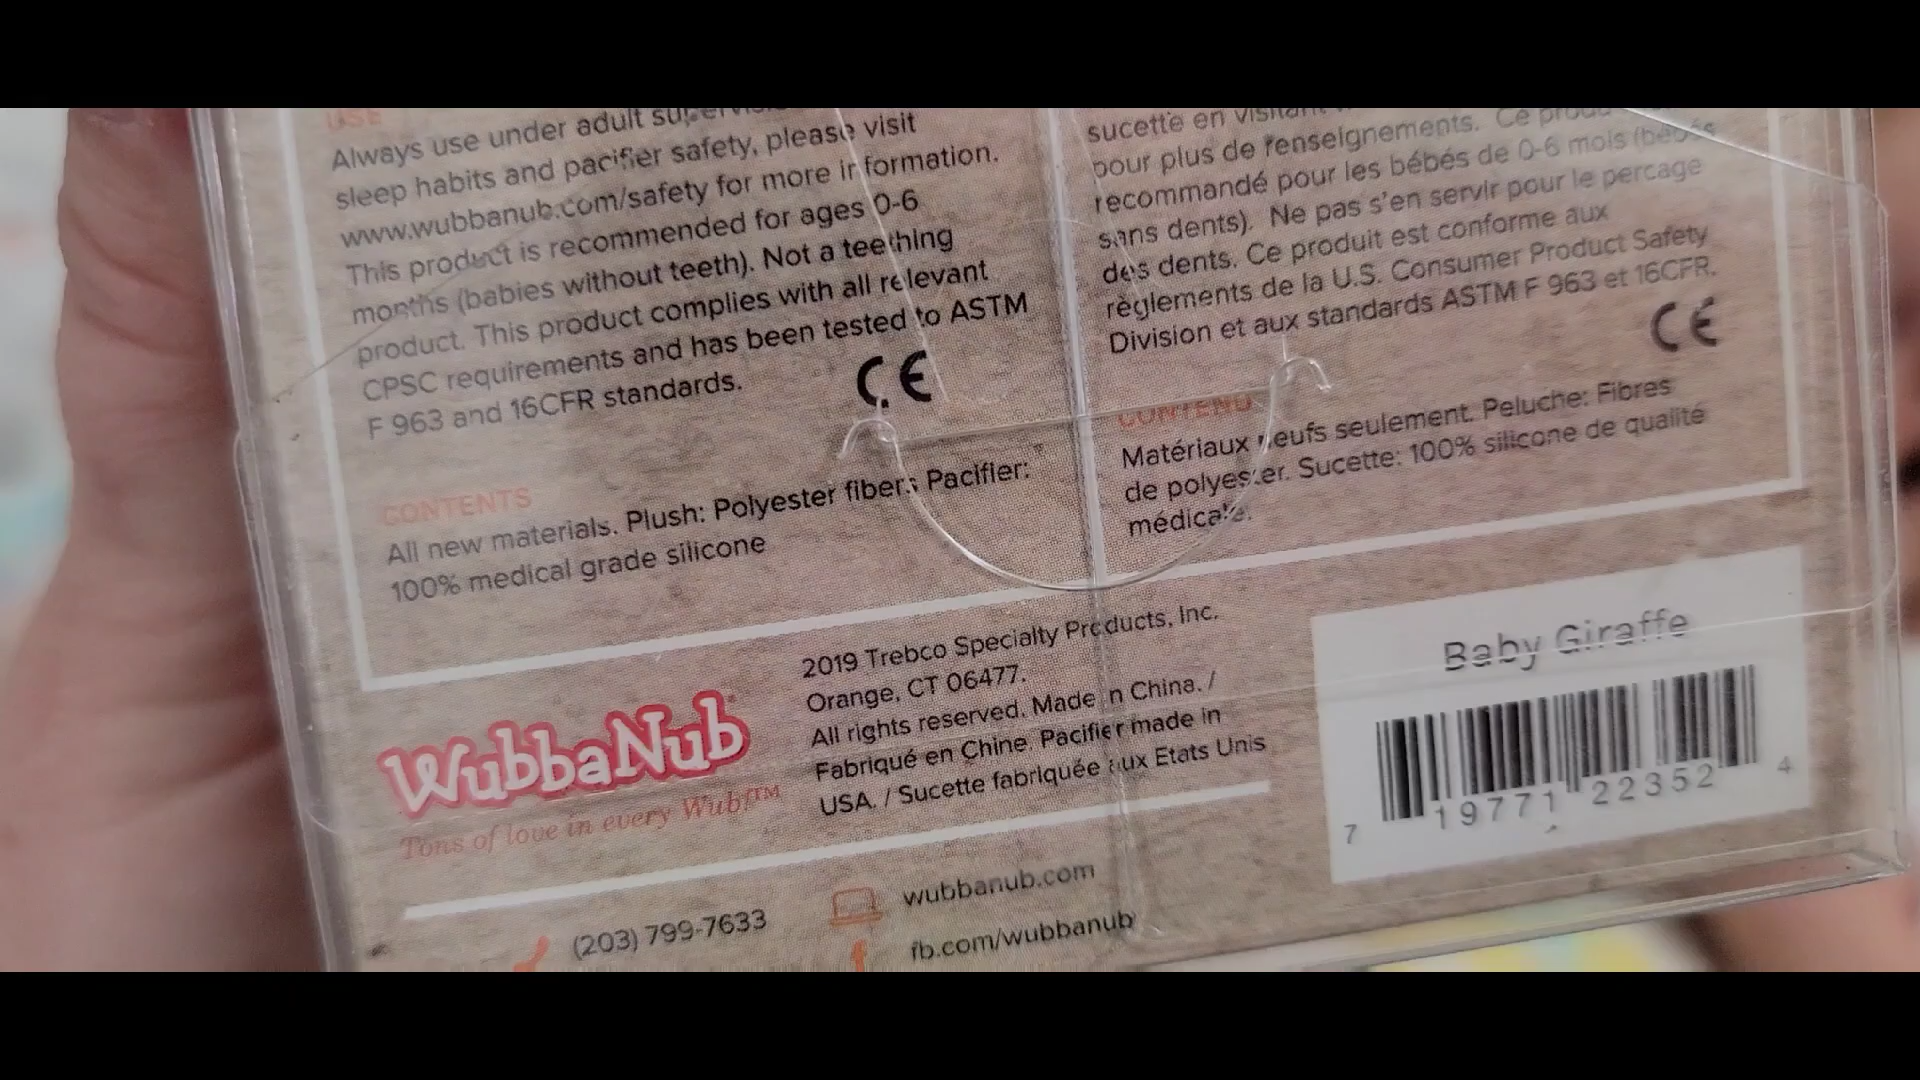 USE
Always use under adult
sleep habits and pacifier safety, please visit
www.wubbanub.com/safety for more information.
This product is recommended for ages 0-6
months (babies without teeth). Not a teething
product. This product complies with all relevant
CPSC requirements and has been tested to ASTM
F 963 and 16CFR standards.
CE
CONTENTS
All new materials. Plush: Polyester fibers Pacifier:
100% medical grade silicone
sucette en visitant
pour plus de renseignements. Ce
recommandé pour les bébés de 0-6 mois (bébés
sans dents). Ne pas s'en servir pour le percage
des dents. Ce produit est conforme aux
règlements de la U.S. Consumer Product Safety
Division et aux standards ASTM F 963 et 16CFR.
CE
CONTENU
Matériaux neufs seulement. Peluche: Fibres
de polyester. Sucette: 100% silicone de qualité
médicale.
WubbaNub
Tons of love in every Wub!™
2019 Trebco Specialty Products, Inc.
Orange, CT 06477.
All rights reserved. Made in China. /
Fabriqué en Chine. Pacifier made in
USA. / Sucette fabriquée aux Etats Unis
Baby Giraffe
7 19771 22352 4
(203) 799-7633
wubbanub.com
fb.com/wubbanub